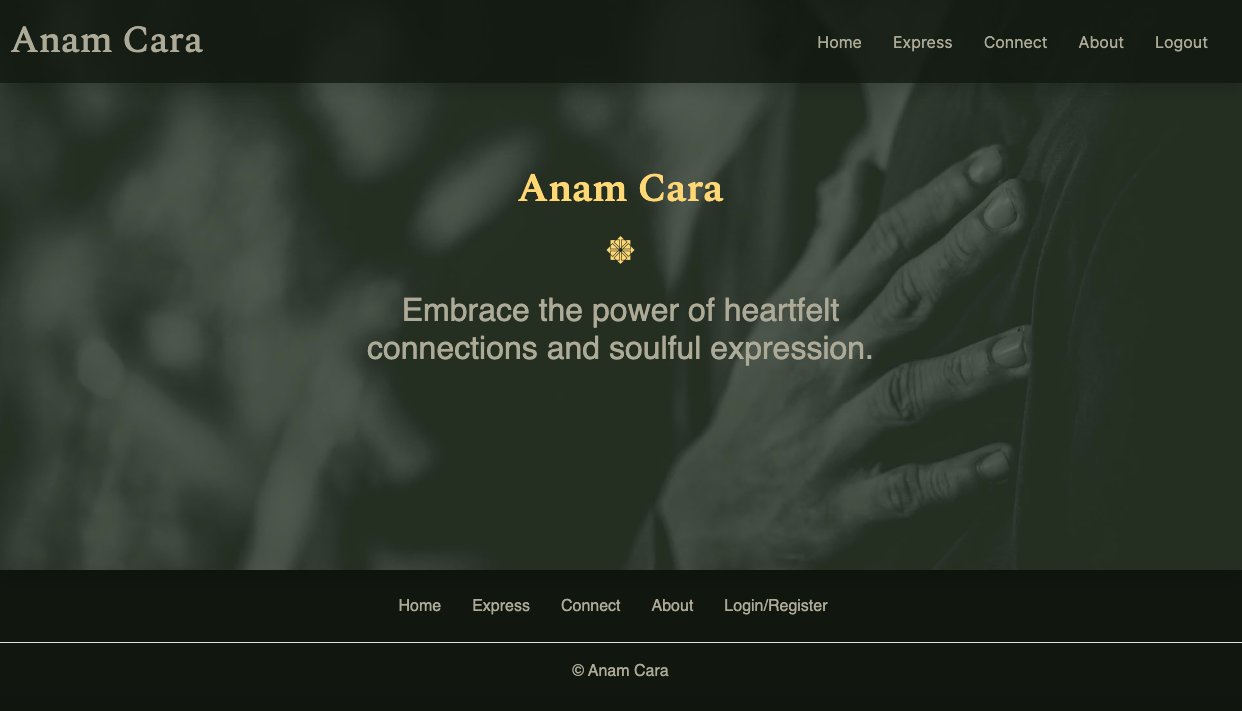 Anam Cara
Home Express Connect About Logout
Anam Cara
Embrace the power of heartfelt
connections and soulful expression.
Home Express Connect About Login/Register
© Anam Cara